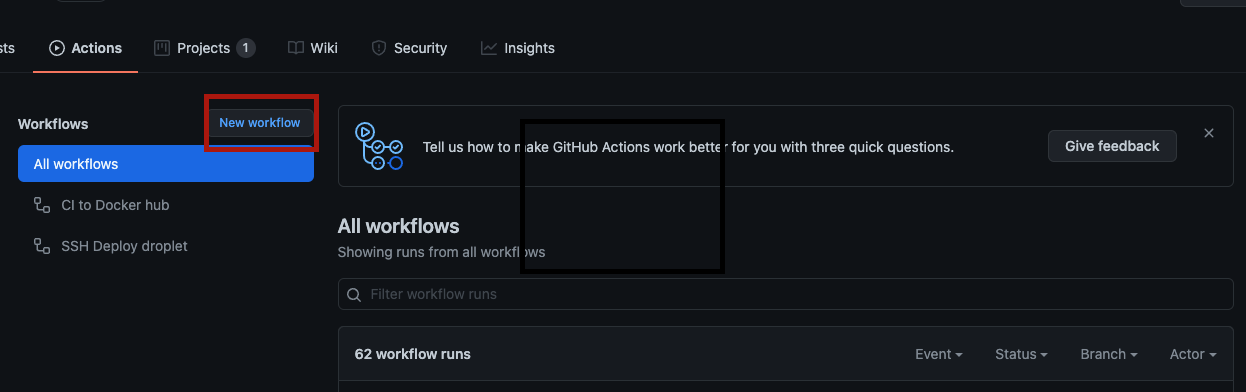 Actions Projects 1 Wiki Security Insights
Workflows
New workflow
All workflows
CI to Docker hub
SSH Deploy droplet
Tell us how to make GitHub Actions work better for you with three quick questions.
Give feedback
All workflows
Showing runs from all workflows
Filter workflow runs
62 workflow runs
Event Status Branch Actor